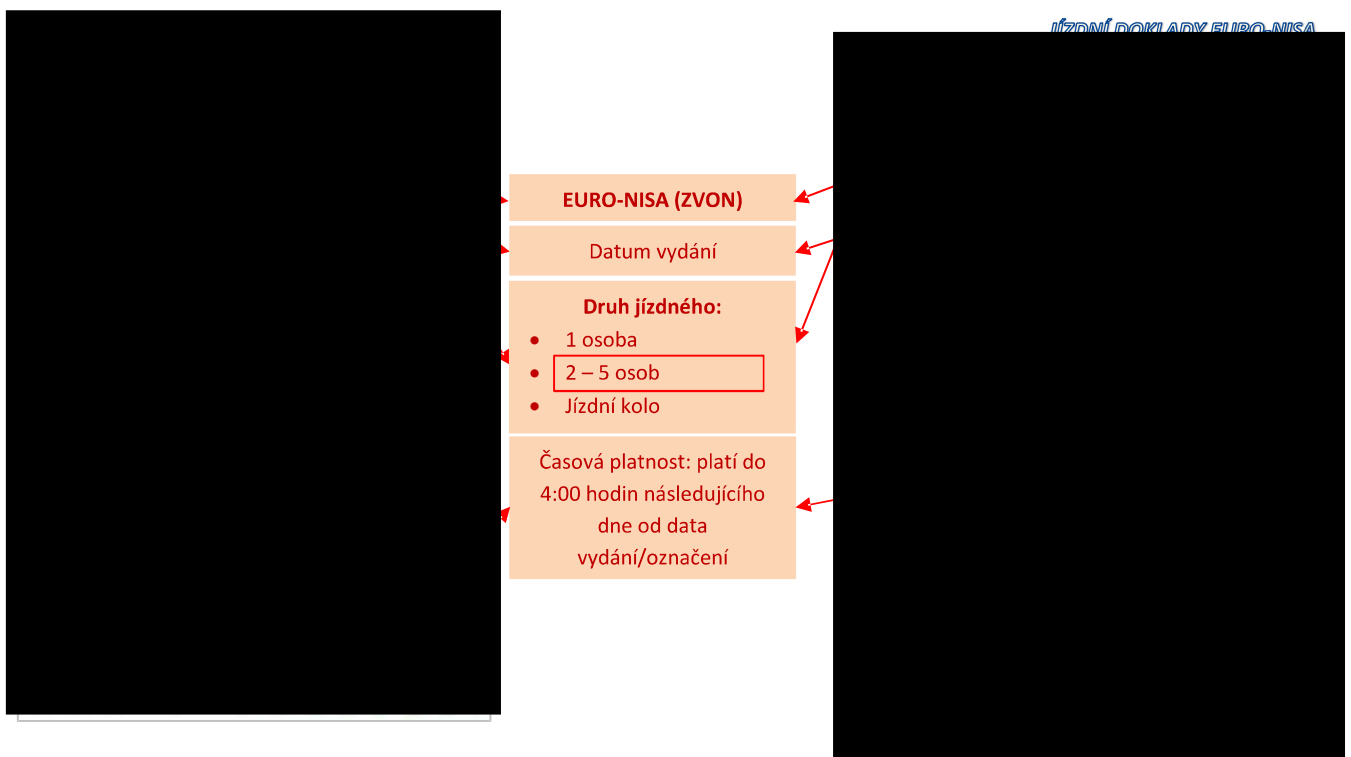 JÍZDNÍ DOKLADY EURO-NISA
EURO-NISA (ZVON)
Datum vydání
Druh jízdného:
• 1 osoba
• 2 – 5 osob
• Jízdní kolo
Časová platnost: platí do
4:00 hodin následujícího
dne od data
vydání/označení